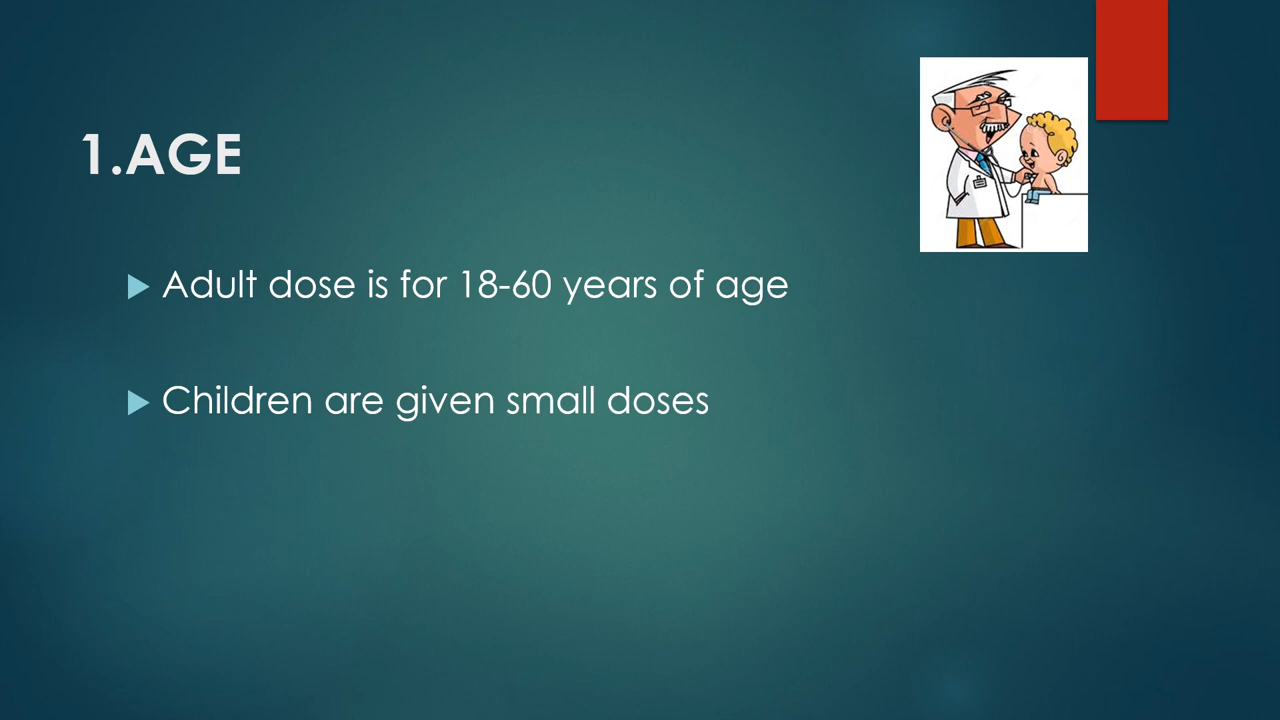 1.AGE
Adult dose is for 18-60 years of age
Children are given small doses